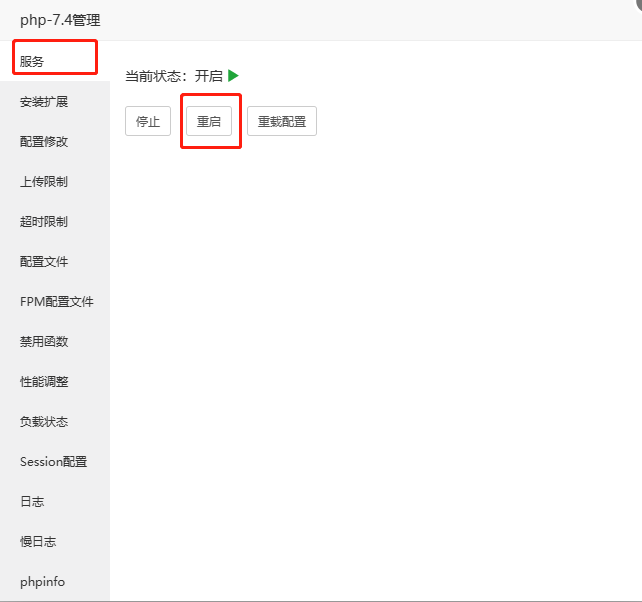 php-7.4管理
服务
当前状态：开启
安装扩展
停止
重启
重载配置
配置修改
上传限制
超时限制
配置文件
FPM配置文件
禁用函数
性能调整
负载状态
Session配置
日志
慢日志
phpinfo